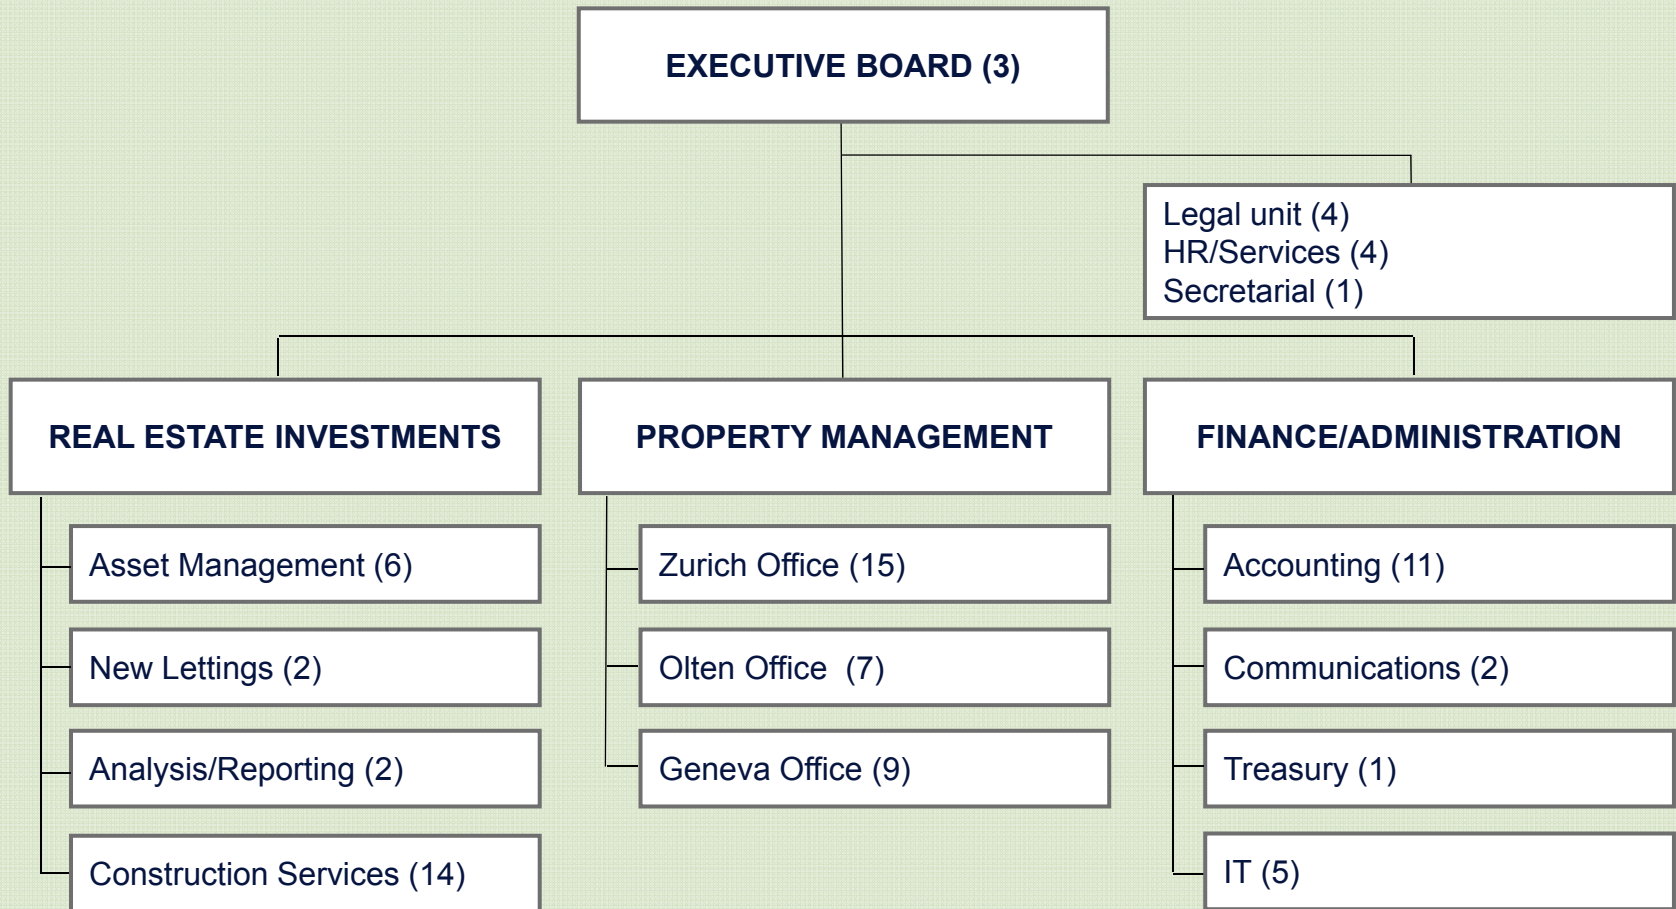 EXECUTIVE BOARD (3)
Legal unit (4)
HR/Services (4)
Secretarial (1)
REAL ESTATE INVESTMENTS
Asset Management (6)
New Lettings (2)
Analysis/Reporting (2)
Construction Services (14)
PROPERTY MANAGEMENT
Zurich Office (15)
Olten Office  (7)
Geneva Office (9)
FINANCE/ADMINISTRATION
Accounting (11)
Communications (2)
Treasury (1)
IT (5)